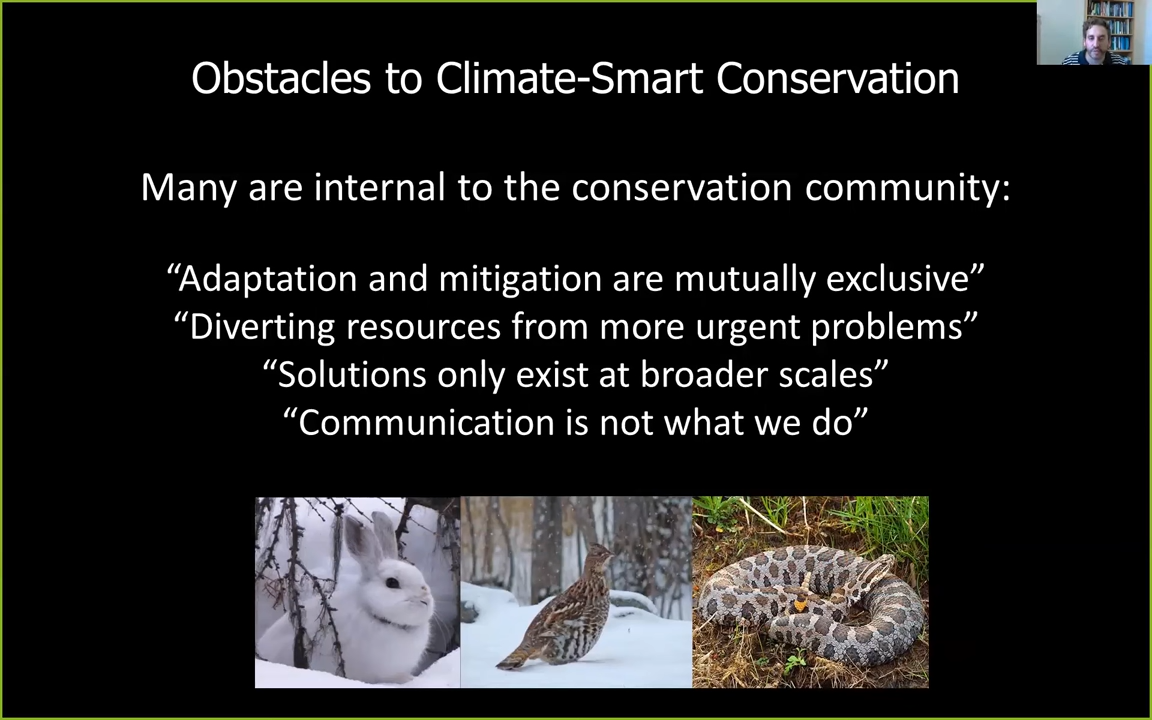 Obstacles to Climate-Smart Conservation
Many are internal to the conservation community:
“Adaptation and mitigation are mutually exclusive”
“Diverting resources from more urgent problems”
“Solutions only exist at broader scales”
“Communication is not what we do”